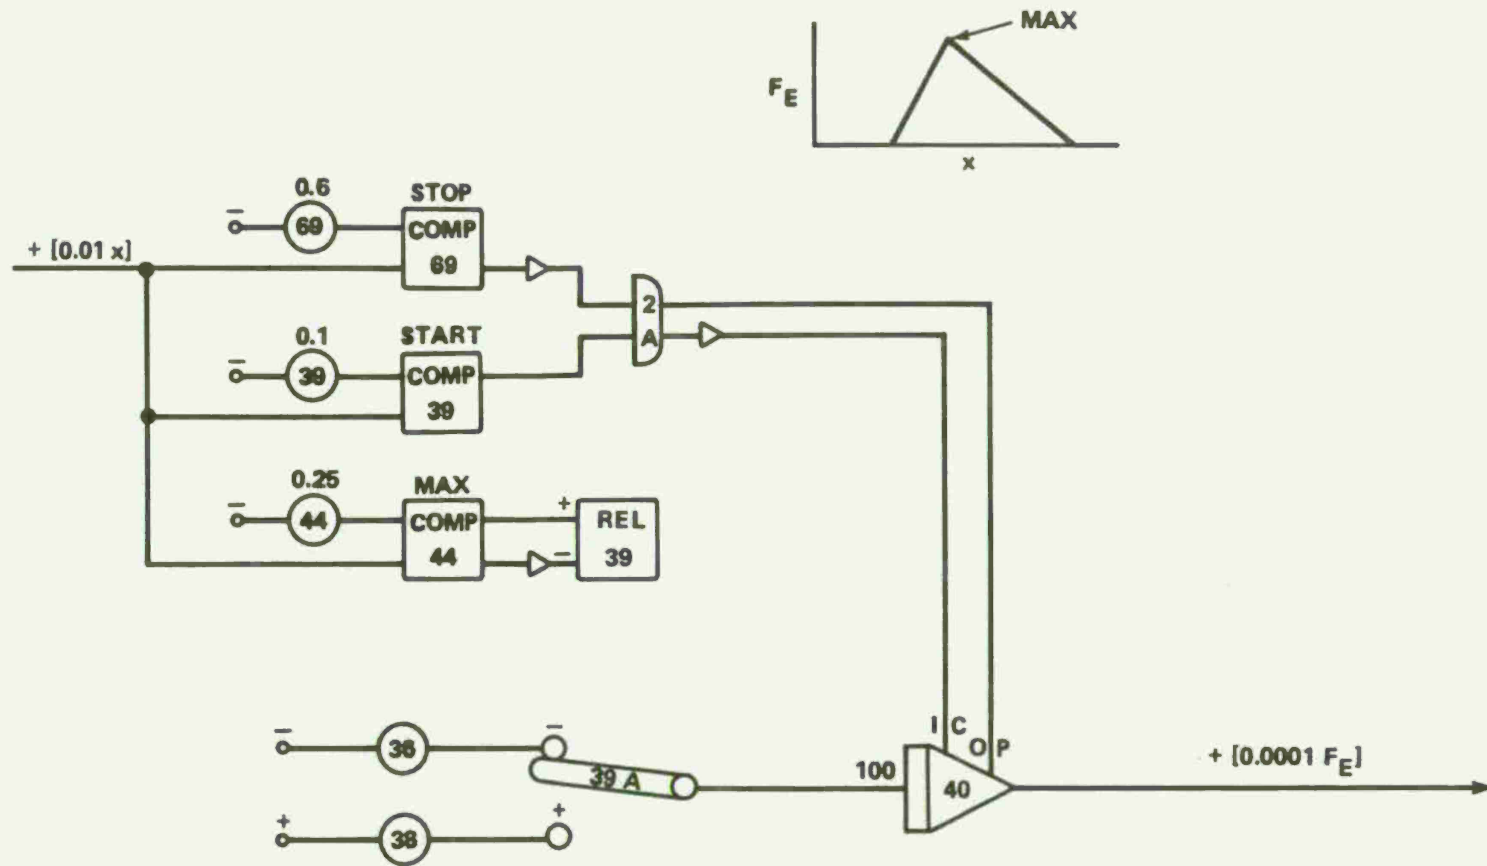 MAX
F_E
x
0.6
STOP
–
69
COMP
69
+ [0.01 x]
2
A
0.1
START
–
39
COMP
39
0.25
MAX
–
44
COMP
44
+
–
REL
39
–
36
–
39 A
+
38
+
100
I C
O P
40
+ [0.0001 F_E]